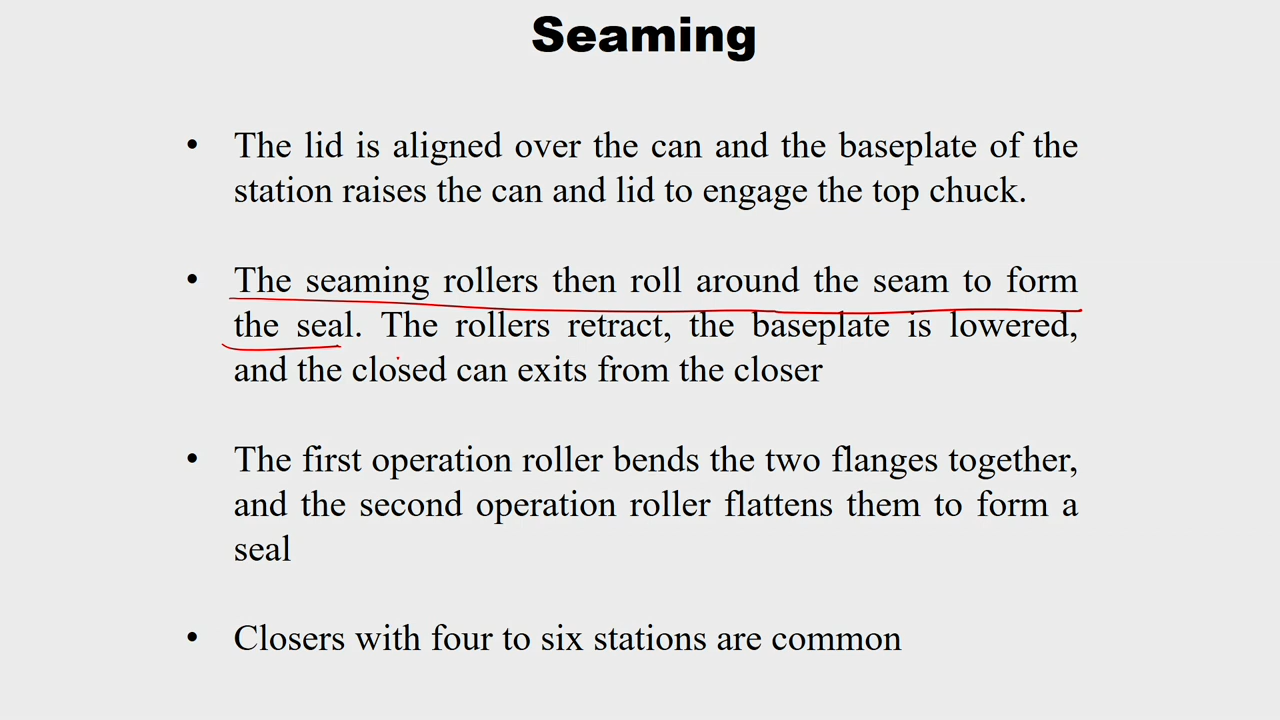 Seaming
• The lid is aligned over the can and the baseplate of the
station raises the can and lid to engage the top chuck.
• The seaming rollers then roll around the seam to form
the seal. The rollers retract, the baseplate is lowered,
and the closed can exits from the closer
• The first operation roller bends the two flanges together,
and the second operation roller flattens them to form a
seal
• Closers with four to six stations are common